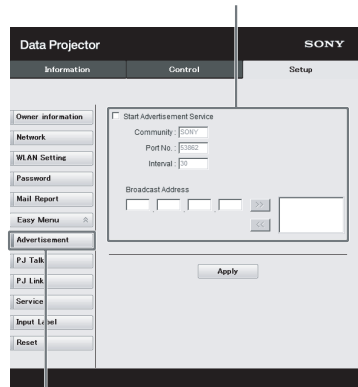 Data Projector
SONY
Information
Control
Setup
Owner information
Network
WLAN Setting
Password
Mail Report
Easy Menu
Advertisement
PJ Talk
PJ Link
Service
Input Label
Reset
Start Advertisement Service
Community : SONY
Port No. : 53862
Interval : 30
Broadcast Address
. . .
>>
<<
Apply